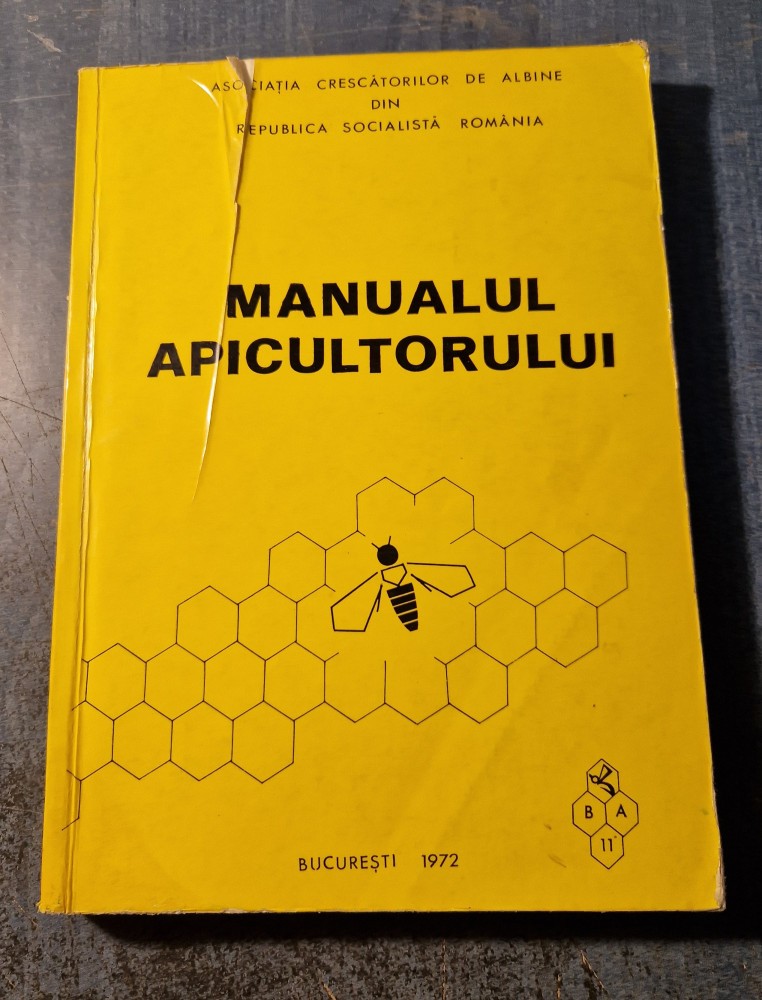 ASOCIAȚIA CRESCĂTORILOR DE ALBINE
DIN
REPUBLICA SOCIALISTĂ ROMÂNIA
MANUALUL
APICULTORULUI
B A
11
BUCUREȘTI 1972